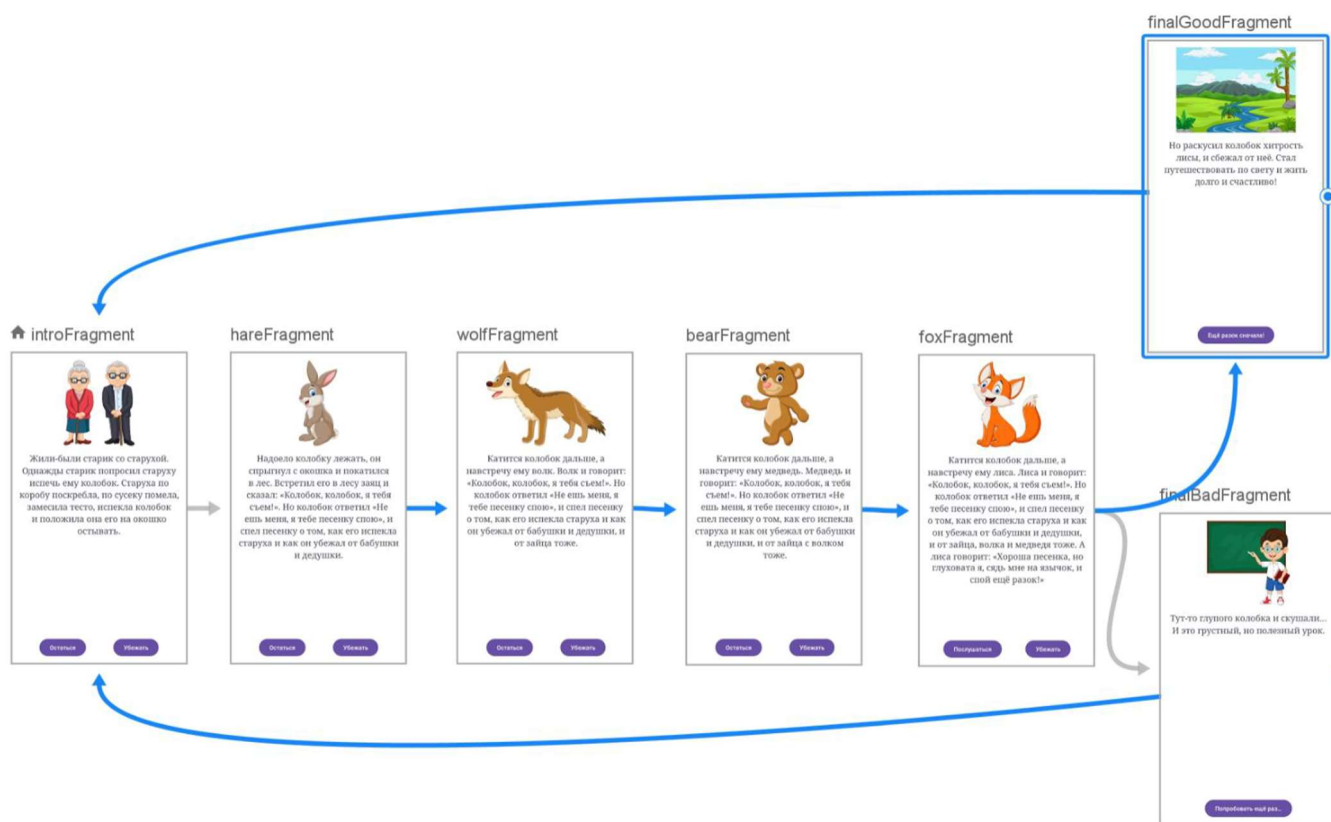 finalGoodFragment
Но раскусил колобок хитрость
лисы, и сбежал от неё. Стал
путешествовать по свету и жить
долго и счастливо!
Ещё разок сначала!
introFragment
Жили-были старик со старухой.
Однажды старик попросил старуху
испечь ему колобок. Старуха по
коробу поскребла, по сусеку помела,
замесила тесто, испекла колобок
и положила она его на окошко
остывать.
Остаться
Убежать
hareFragment
Надоело колобку лежать, он
спрыгнул с окошка и покатился
в лес. Встретил его в лесу заяц и
сказал: «Колобок, колобок, я тебя
съем!». Но колобок ответил «Не
ешь меня, я тебе песенку спою», и
спел песенку о том, как его испекла
старуха и как он убежал от бабушки
и дедушки.
Остаться
Убежать
wolfFragment
Катится колобок дальше, а
навстречу ему волк. Волк и говорит:
«Колобок, колобок, я тебя съем!». Но
колобок ответил «Не ешь меня, я
тебе песенку спою», и спел песенку
о том, как его испекла старуха и как
он убежал от бабушки и дедушки, и
от зайца тоже.
Остаться
Убежать
bearFragment
Катится колобок дальше, а
навстречу ему медведь. Медведь и
говорит: «Колобок, колобок, я тебя
съем!». Но колобок ответил «Не
ешь меня, я тебе песенку спою», и
спел песенку о том, как его испекла
старуха и как он убежал от бабушки
и дедушки, и от зайца с волком
тоже.
Остаться
Убежать
foxFragment
Катится колобок дальше, а
навстречу ему лиса. Лиса и говорит:
«Колобок, колобок, я тебя съем!». Но
колобок ответил «Не ешь меня, я
тебе песенку спою», и спел песенку
о том, как его испекла старуха и как
он убежал от бабушки и дедушки,
и от зайца, волка и медведя тоже. А
лиса говорит: «Хороша песенка, но
глуховата я, сядь мне на язычок, и
спой ещё разок!»
Послушаться
Убежать
finalBadFragment
Тут-то глупого колобка и скушали...
И это грустный, но полезный урок.
Попробовать ещё раз...